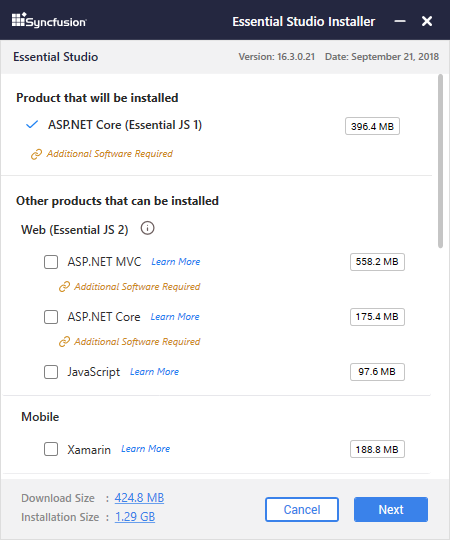 Syncfusion Essential Studio Installer
Essential Studio Version: 16.3.0.21 Date: September 21, 2018
Product that will be installed
ASP.NET Core (Essential JS 1) 396.4 MB
Additional Software Required
Other products that can be installed
Web (Essential JS 2)
ASP.NET MVC Learn More 558.2 MB
Additional Software Required
ASP.NET Core Learn More 175.4 MB
Additional Software Required
JavaScript Learn More 97.6 MB
Mobile
Xamarin Learn More 188.8 MB
Download Size : 424.8 MB
Installation Size : 1.29 GB
Cancel Next